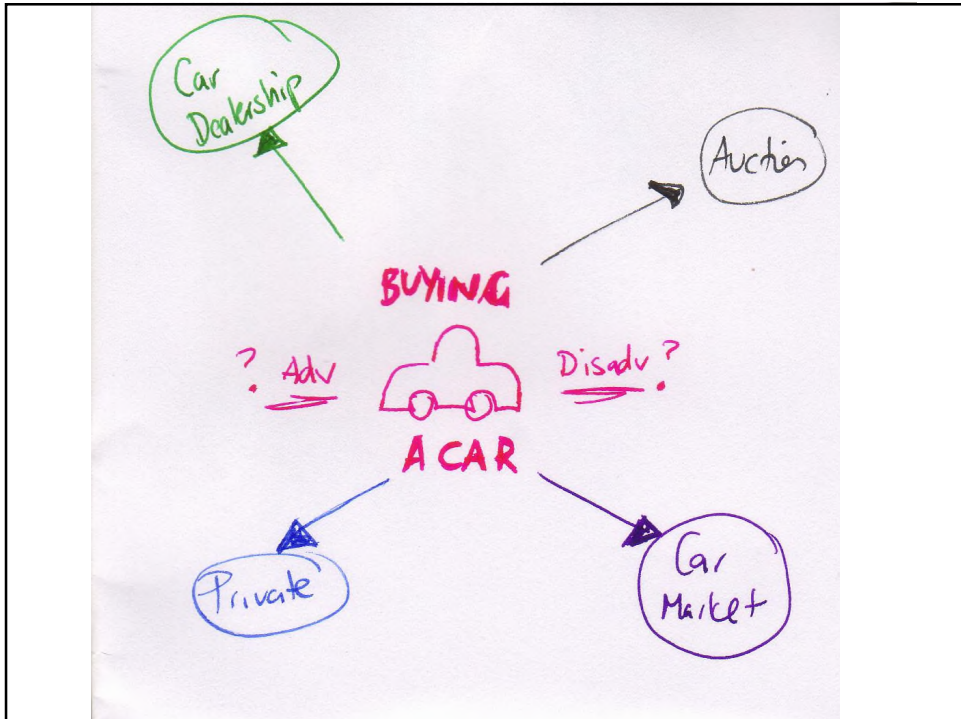 Car
Dealership
Auction
BUYING
? Adv
Disadv?
A CAR
Private
Car
Market